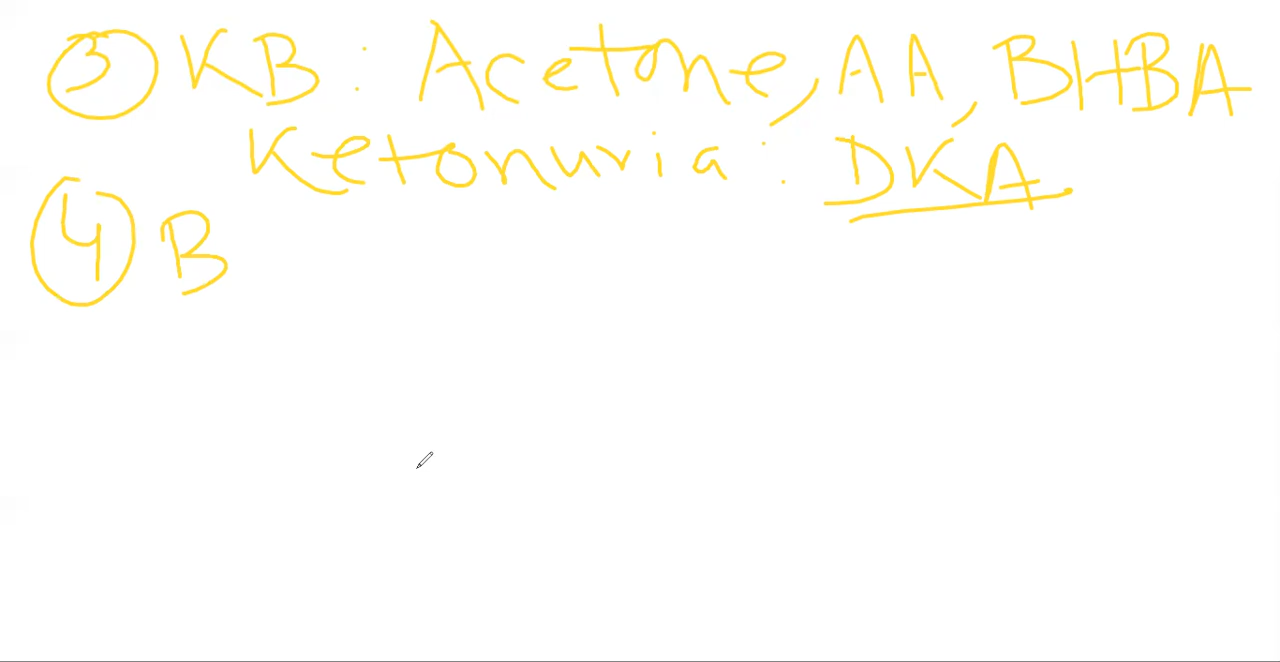 ③ KB : Acetone, AA, BHBA
Ketonuria : DKA
④ B